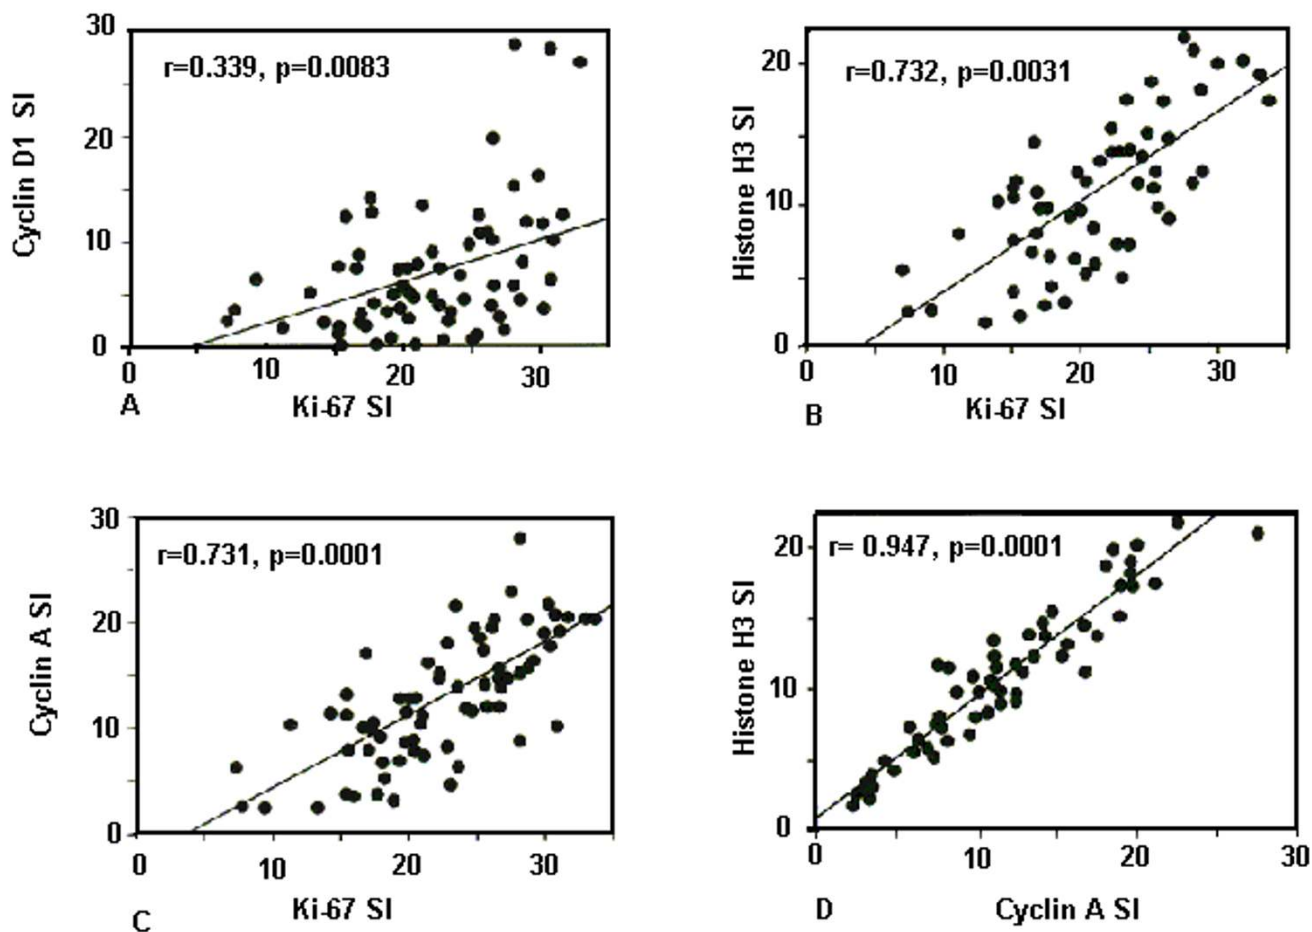 30
20
10
0
Cyclin D1 SI
r=0.339, p=0.0083
0 10 20 30
A
Ki-67 SI
20
10
0
Histone H3 SI
r=0.732, p=0.0031
0 10 20 30
B
Ki-67 SI
30
20
10
0
Cyclin A SI
r=0.731, p=0.0001
0 10 20 30
C
Ki-67 SI
20
10
0
Histone H3 SI
r= 0.947, p=0.0001
0 10 20 30
D
Cyclin A SI